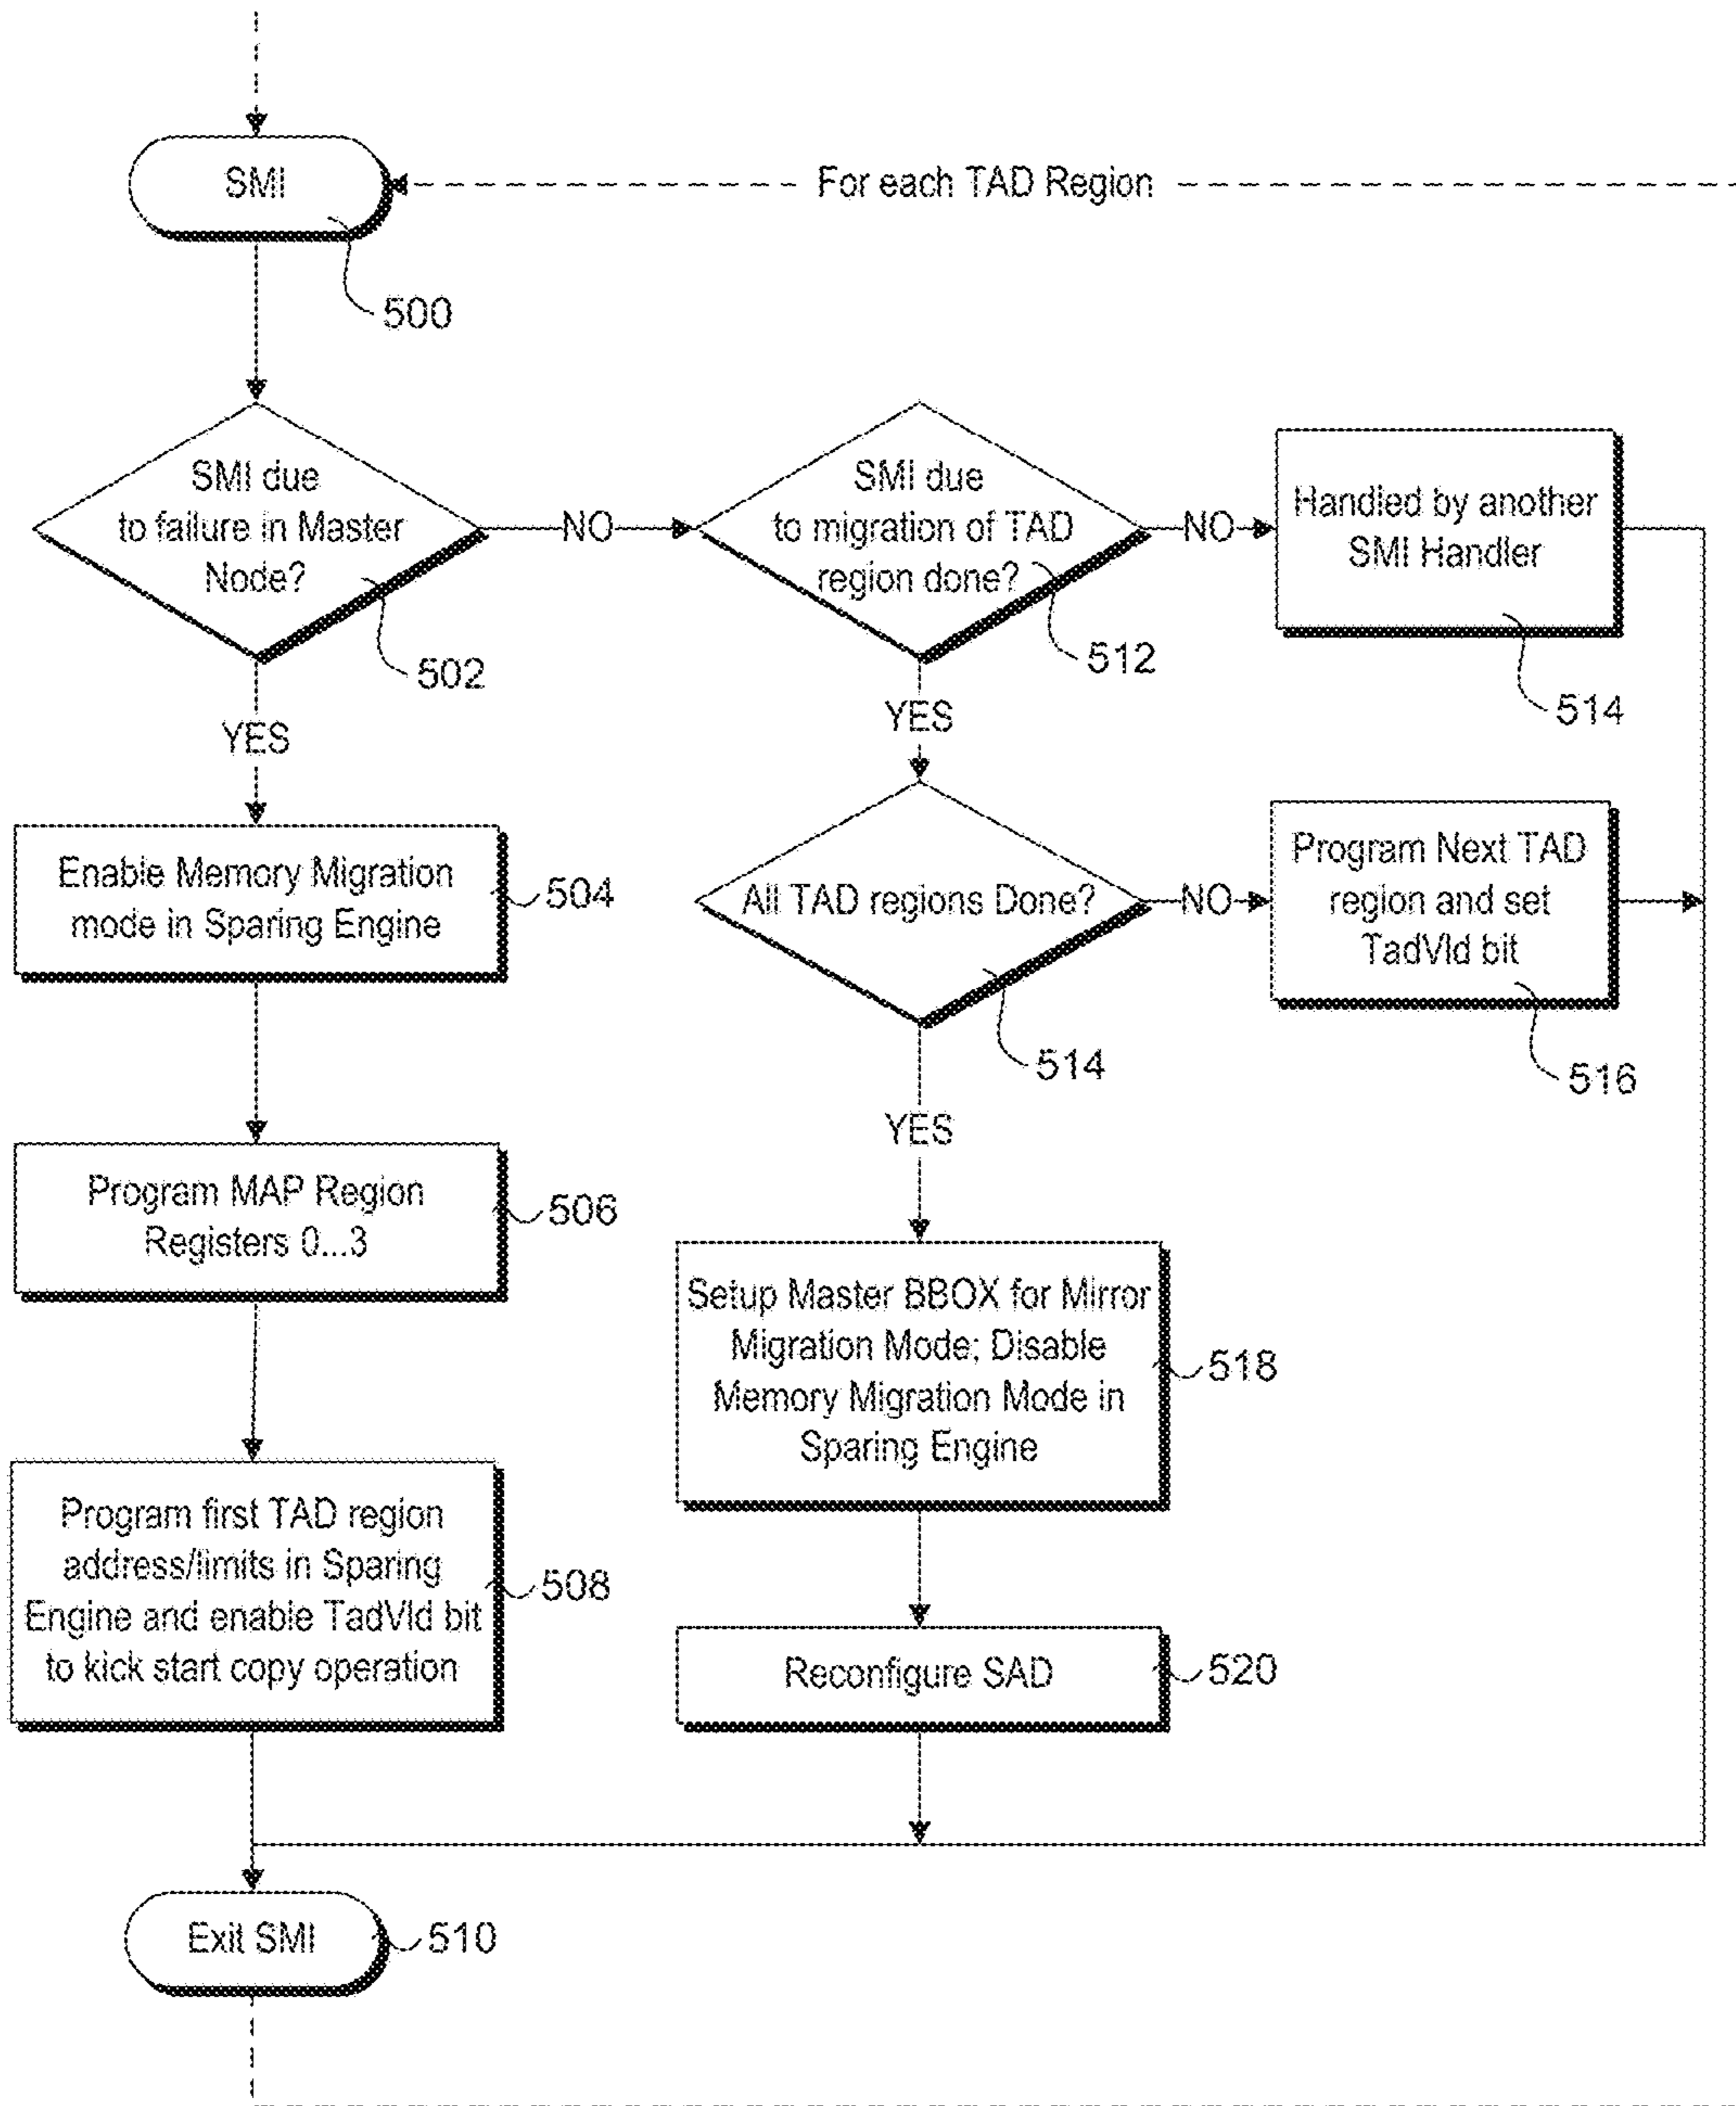 SMI
For each TAD Region
500
SMI due
to failure in Master
Node?
502
NO
SMI due
to migration of TAD
region done?
512
NO
Handled by another
SMI Handler
514
YES
YES
Enable Memory Migration
mode in Sparing Engine
504
All TAD regions Done?
514
NO
Program Next TAD
region and set
TadVld bit
516
YES
Program MAP Region
Registers 0...3
506
Setup Master BBOX for Mirror
Migration Mode; Disable
Memory Migration Mode in
Sparing Engine
518
Program first TAD region
address/limits in Sparing
Engine and enable TadVld bit
to kick start copy operation
508
Reconfigure SAD
520
Exit SMI
510